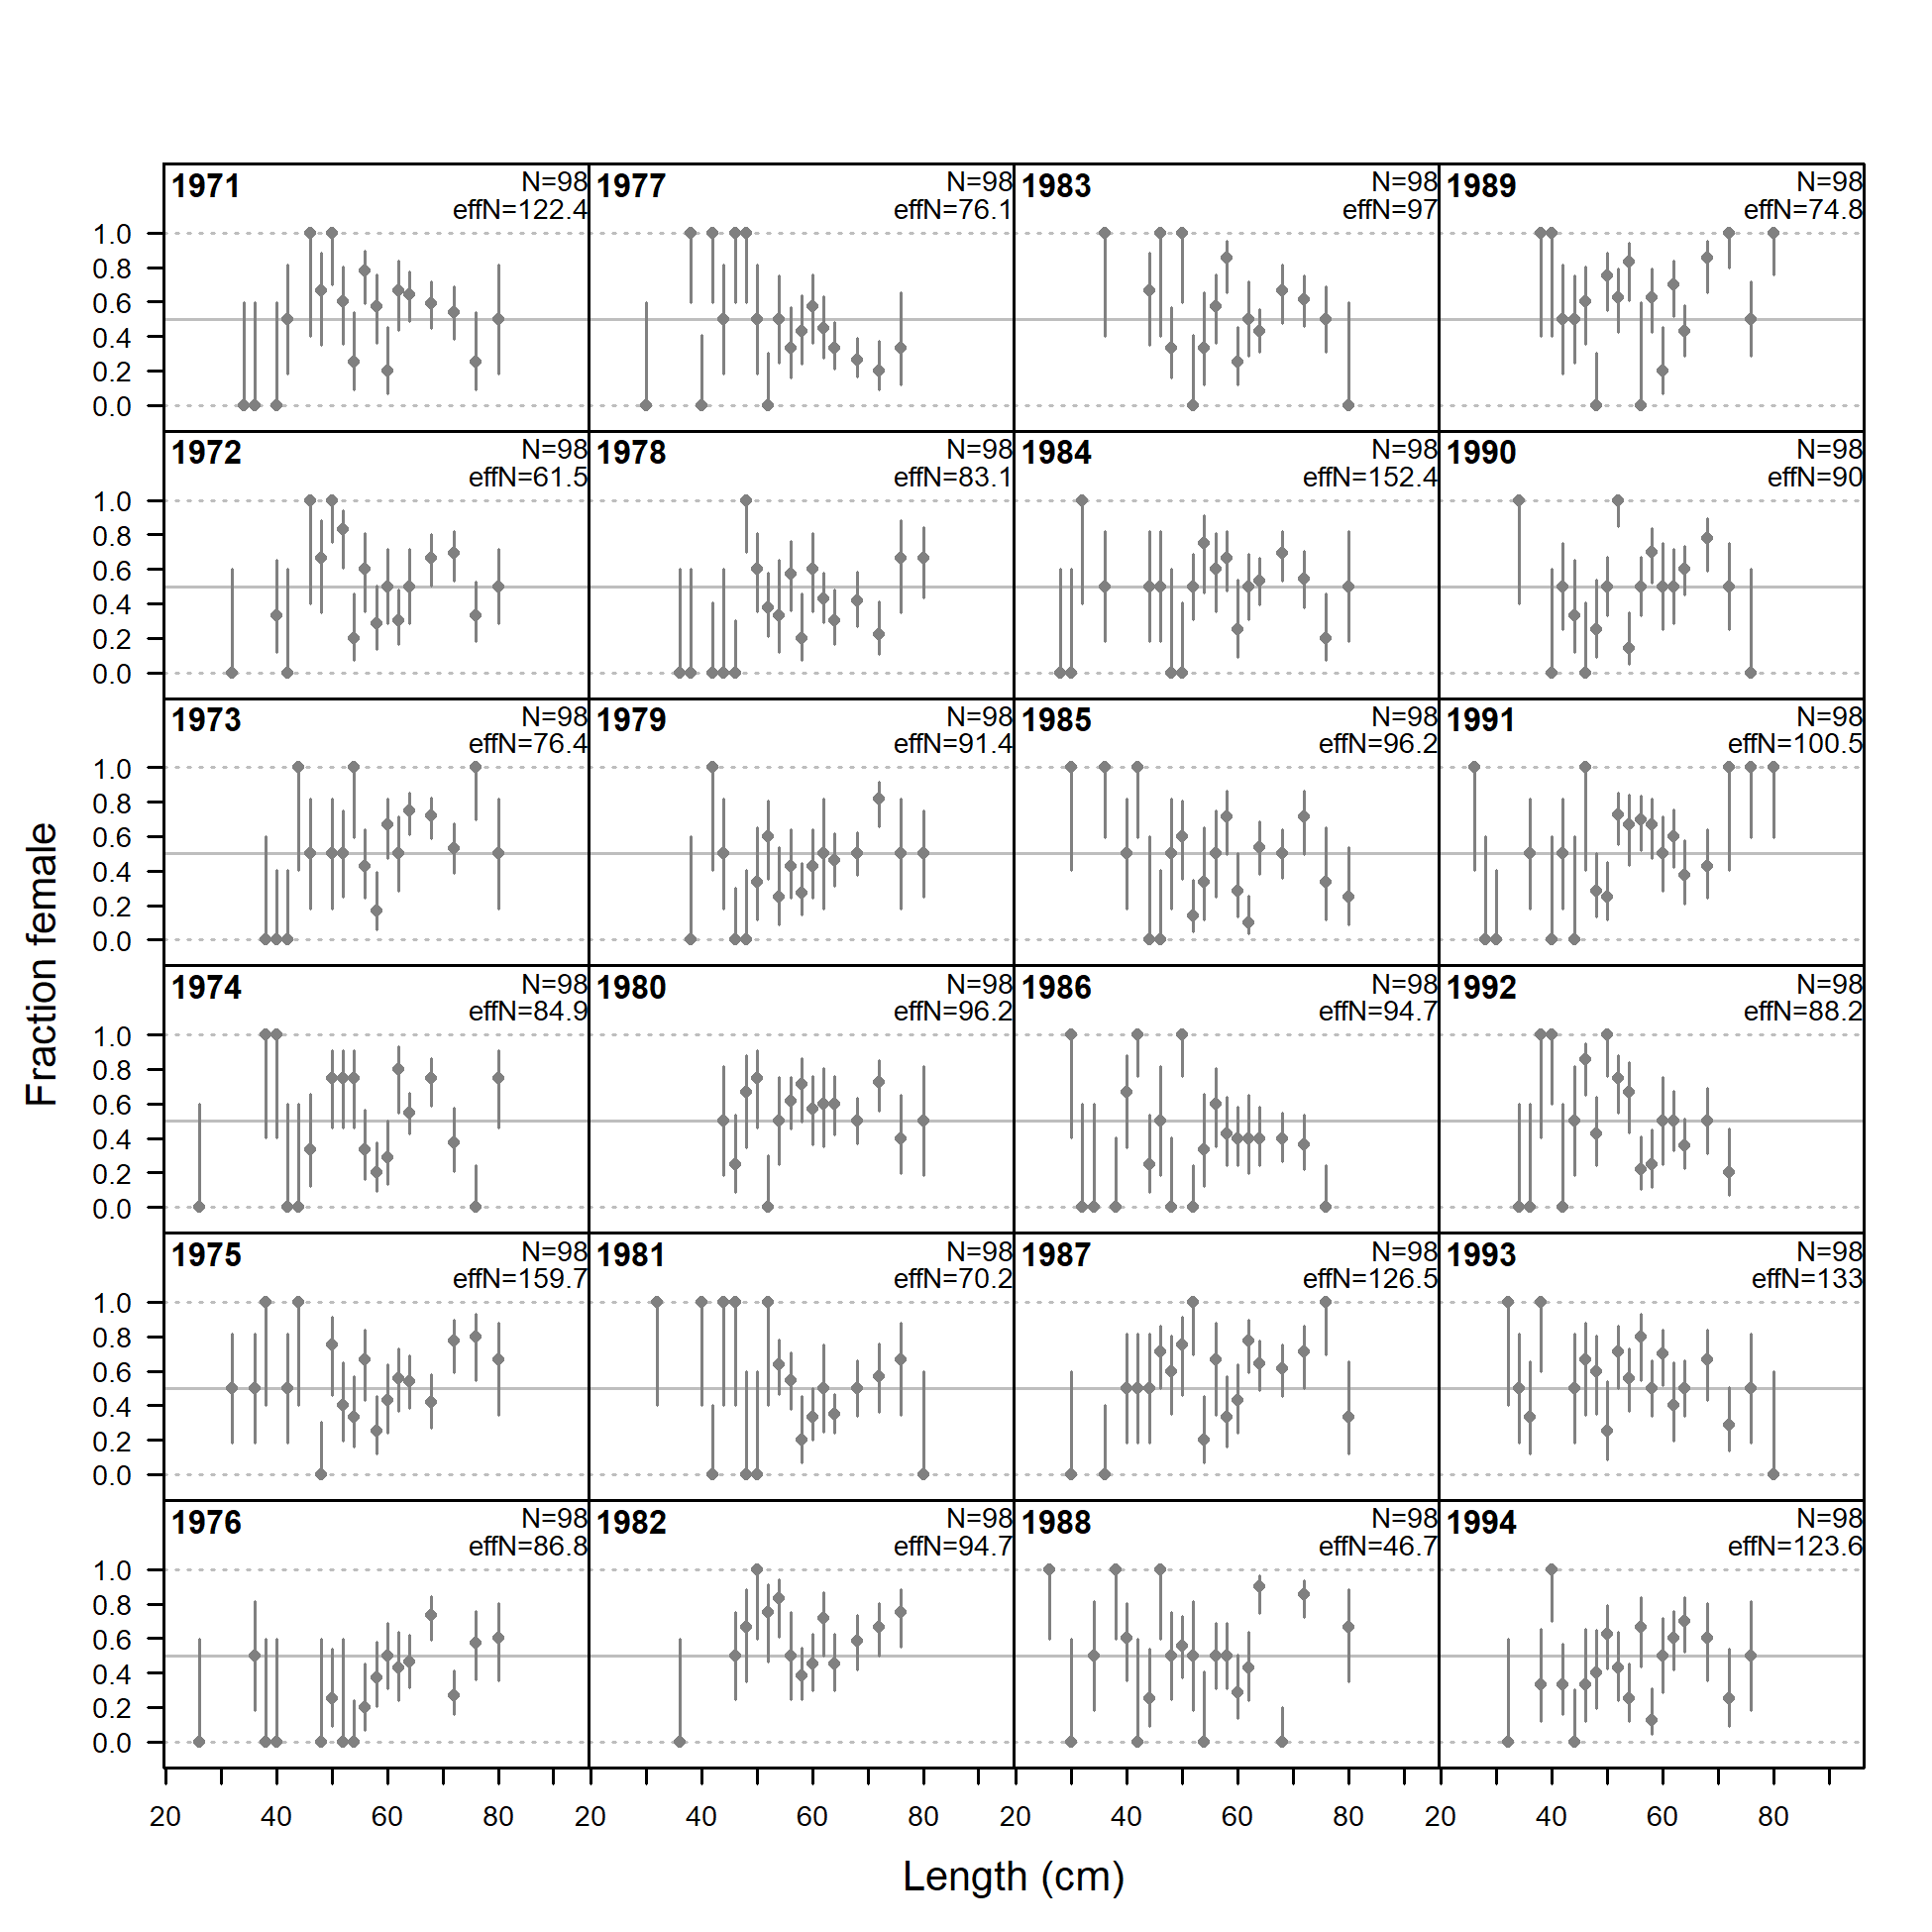 1971 N=98 1977 N=98 1983 N=98 1989 N=98
effN=122.4 effN=76.1 effN=97 effN=74.8
1.0
0.8
0.6
0.4
0.2
0.0
1972 N=98 1978 N=98 1984 N=98 1990 N=98
effN=61.5 effN=83.1 effN=152.4 effN=90
1.0
0.8
0.6
0.4
0.2
0.0
1973 N=98 1979 N=98 1985 N=98 1991 N=98
effN=76.4 effN=91.4 effN=96.2 effN=100.5
1.0
0.8
0.6
0.4
0.2
0.0
1974 N=98 1980 N=98 1986 N=98 1992 N=98
effN=84.9 effN=96.2 effN=94.7 effN=88.2
1.0
0.8
0.6
0.4
0.2
0.0
1975 N=98 1981 N=98 1987 N=98 1993 N=98
effN=159.7 effN=70.2 effN=126.5 effN=133
1.0
0.8
0.6
0.4
0.2
0.0
1976 N=98 1982 N=98 1988 N=98 1994 N=98
effN=86.8 effN=94.7 effN=46.7 effN=123.6
1.0
0.8
0.6
0.4
0.2
0.0
20 40 60 80 20 40 60 80 20 40 60 80 20 40 60 80
Length (cm)
Fraction female